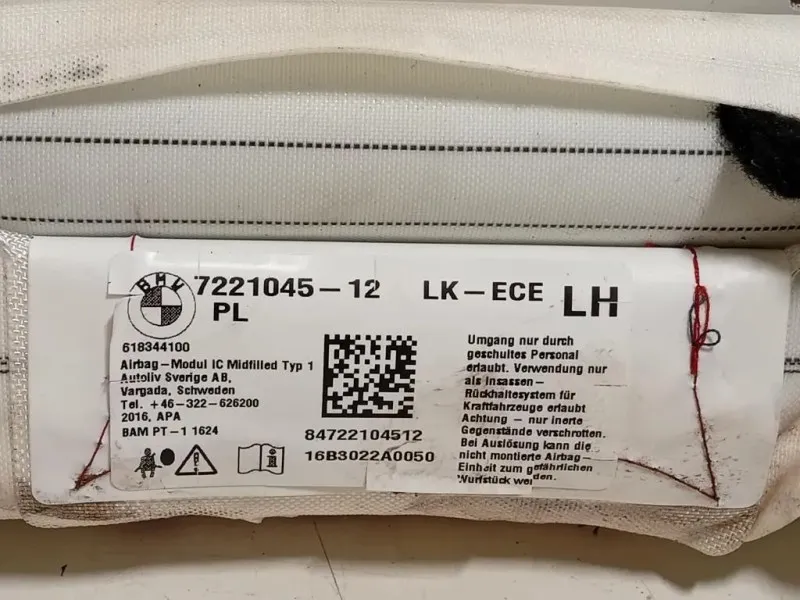 BMW
7221045-12 LK-ECE LH
PL
618344100
Airbag-Modul IC Midfilled Typ 1
Autoliv Sverige AB,
Vargada, Schweden
Tel. +46-322-626200
2016, APA
BAM PT-1 1624
84722104512
16B3022A0050
Umgang nur durch
geschultes Personal
erlaubt. Verwendung nur
als Insassen-
Rückhaltesystem für
Kraftfahrzeuge erlaubt
Achtung - nur inerte
Gegenstände verschrotten.
Bei Auslösung kann die
nicht montierte Airbag-
Einheit zum gefährlichen
Wurfstück werden.